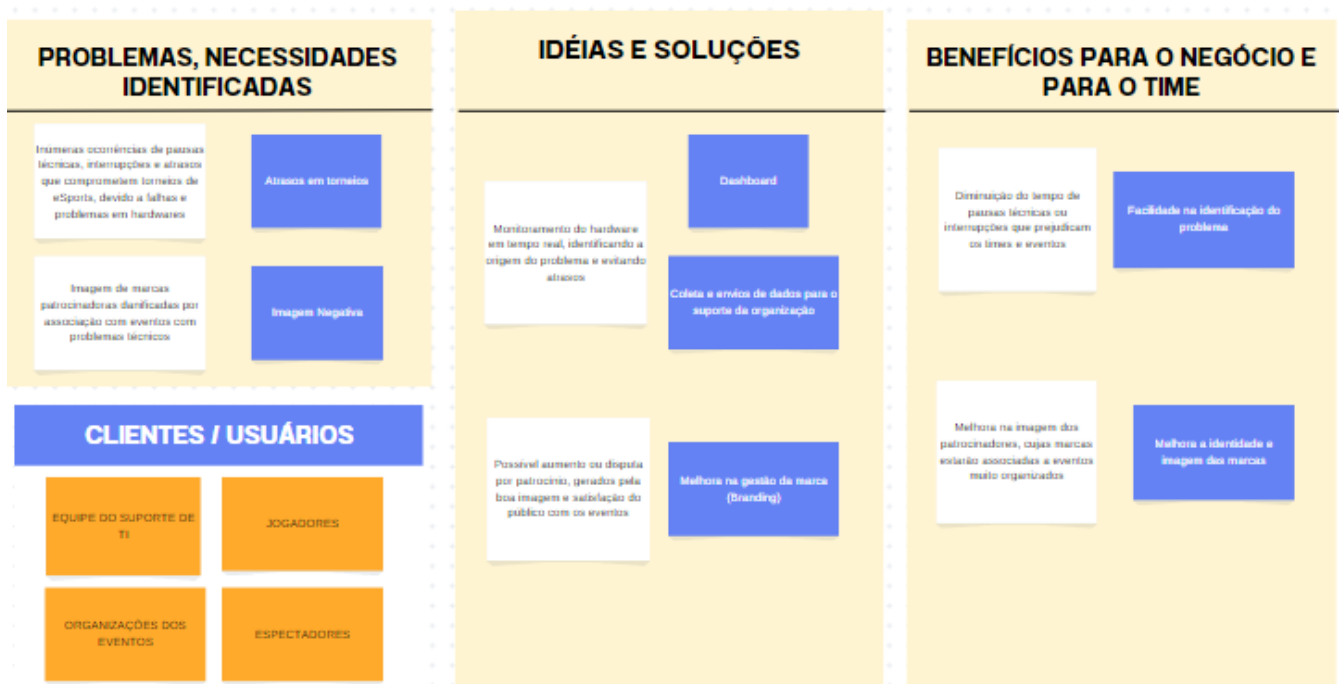 PROBLEMAS, NECESSIDADES
IDENTIFICADAS
Inúmeras ocorrências de pausas
técnicas, interrupções e atrasos
que comprometem torneios de
eSports, devido a falhas e
problemas em hardwares
Atrasos em torneios
Imagem de marcas
patrocinadoras danificadas por
associação com eventos com
problemas técnicos
Imagem Negativa
CLIENTES / USUÁRIOS
EQUIPE DO SUPORTE DE
TI
JOGADORES
ORGANIZAÇÕES DOS
EVENTOS
ESPECTADORES
IDÉIAS E SOLUÇÕES
Monitoramento do hardware
em tempo real, identificando a
origem do problema e evitando
atrasos
Dashboard
Coleta e envios de dados para o
suporte da organização
Possível aumento ou disputa
por patrocínio, gerados pela
boa imagem e satisfação do
público com os eventos
Melhora na gestão da marca
(Branding)
BENEFÍCIOS PARA O NEGÓCIO E
PARA O TIME
Diminuição do tempo de
pausas técnicas ou
interrupções que prejudicam
os times e eventos
Facilidade na identificação do
problema
Melhora na imagem dos
patrocinadores, cujas marcas
estarão associadas a eventos
muito organizados
Melhora a identidade e
imagem das marcas